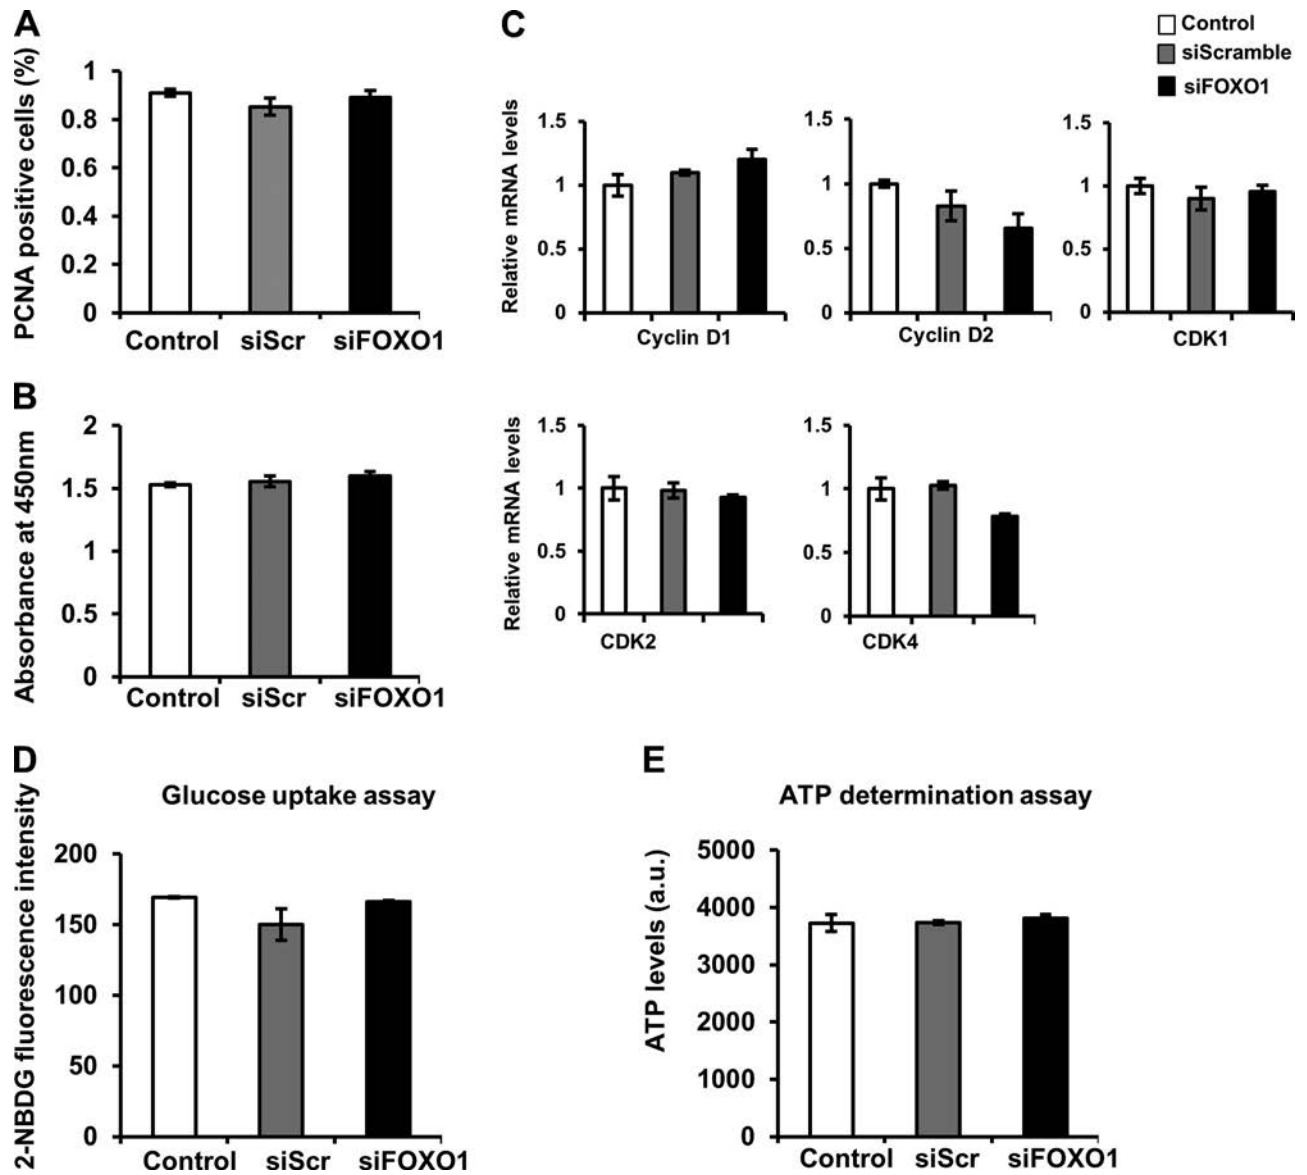 A
PCNA positive cells (%)
1
0.8
0.6
0.4
0.2
0
Control siScr siFOXO1
C
Control
siScramble
siFOXO1
Relative mRNA levels
1.5
1
0.5
0
Cyclin D1
1.5
1
0.5
0
Cyclin D2
1.5
1
0.5
0
CDK1
B
Absorbance at 450nm
2
1.5
1
0.5
0
Control siScr siFOXO1
Relative mRNA levels
1.5
1
0.5
0
CDK2
1.5
1
0.5
0
CDK4
D
Glucose uptake assay
2-NBDG fluorescence intensity
200
150
100
50
0
Control siScr siFOXO1
E
ATP determination assay
ATP levels (a.u.)
5000
4000
3000
2000
1000
0
Control siScr siFOXO1